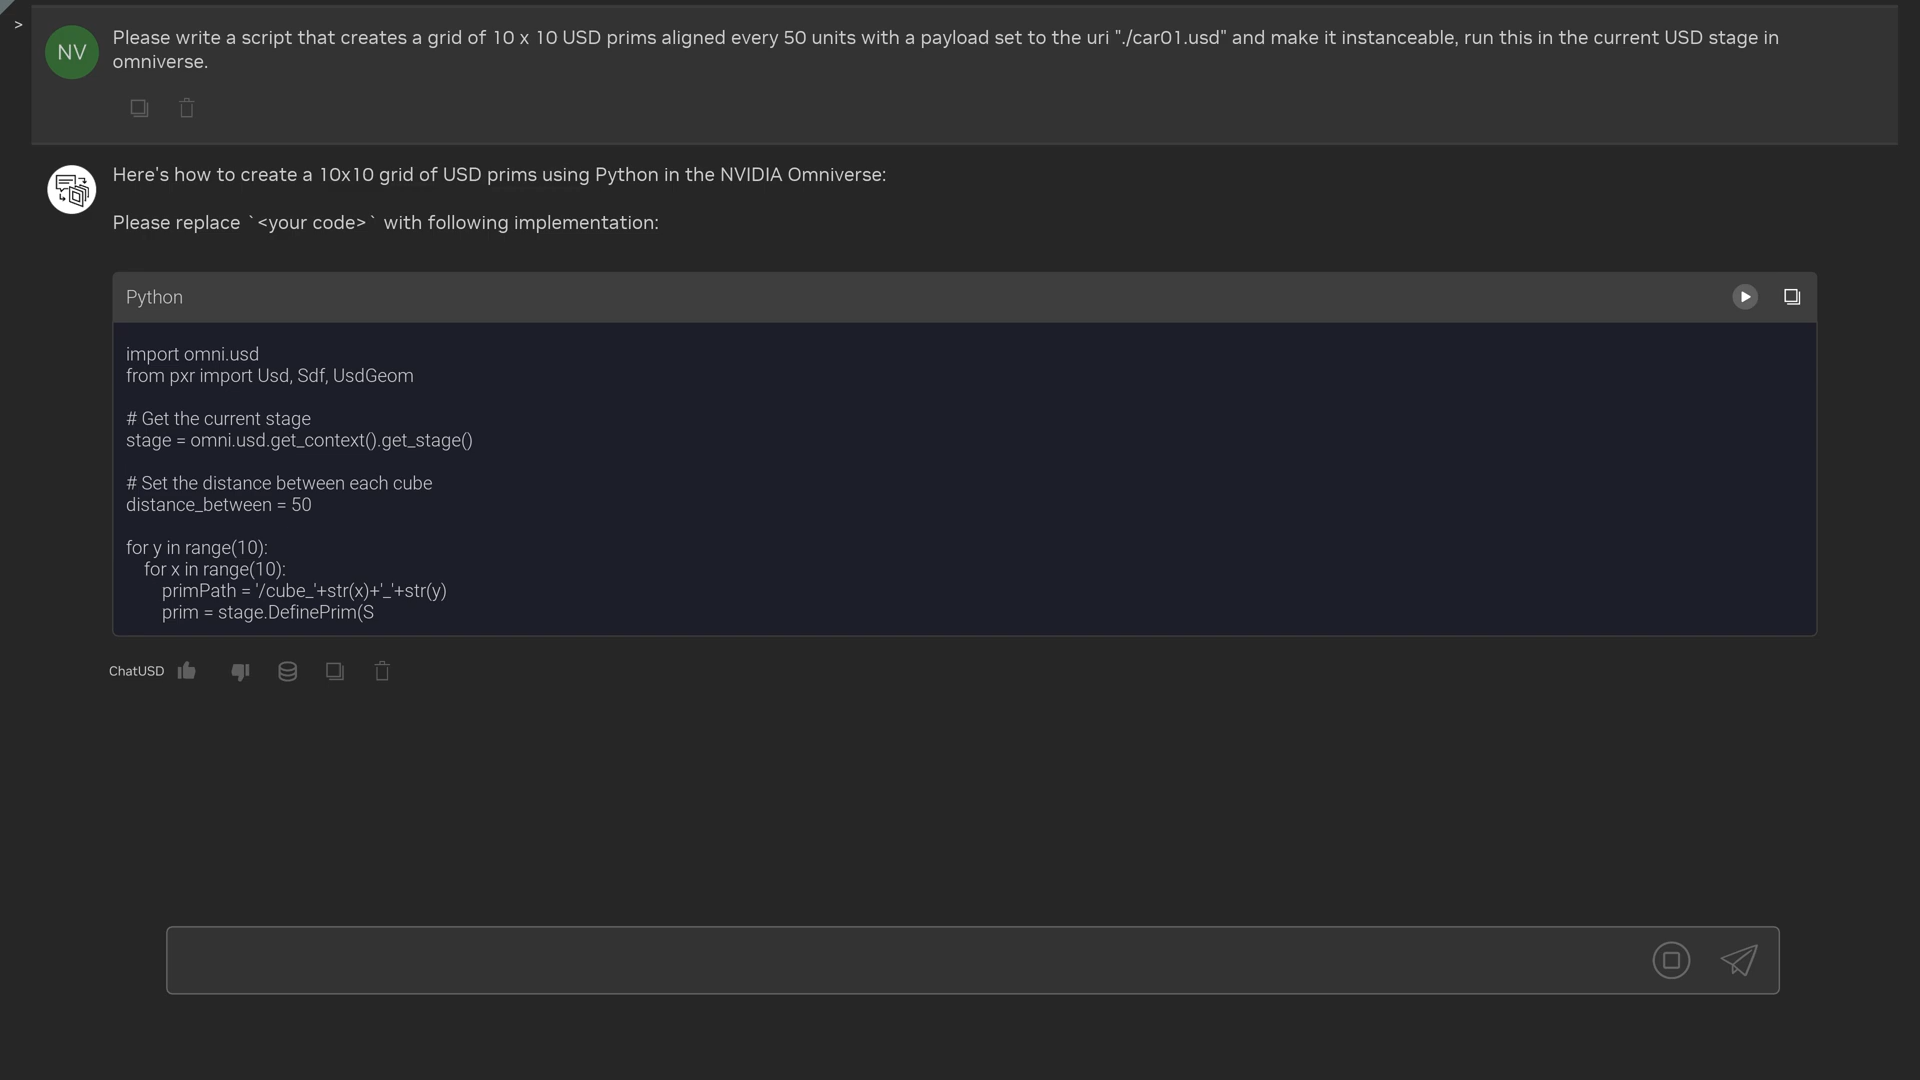 >
NV
Please write a script that creates a grid of 10 x 10 USD prims aligned every 50 units with a payload set to the uri "./car01.usd" and make it instanceable, run this in the current USD stage in
omniverse.
Here's how to create a 10x10 grid of USD prims using Python in the NVIDIA Omniverse:
Please replace `<your code>` with following implementation:
Python
import omni.usd
from pxr import Usd, Sdf, UsdGeom
# Get the current stage
stage = omni.usd.get_context().get_stage()
# Set the distance between each cube
distance_between = 50
for y in range(10):
    for x in range(10):
        primPath = '/cube_'+str(x)+'_'+str(y)
        prim = stage.DefinePrim(S
ChatUSD